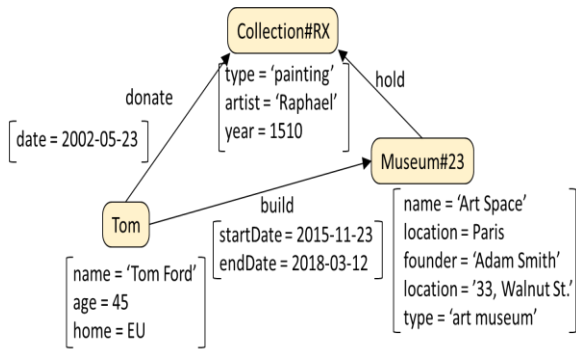 Collection#RX
type = ‘painting’
artist = ‘Raphael’
year = 1510
donate
hold
date = 2002-05-23
Museum#23
name = ‘Art Space’
location = Paris
founder = ‘Adam Smith’
location = ’33, Walnut St.’
type = ‘art museum’
build
startDate = 2015-11-23
endDate = 2018-03-12
Tom
name = ‘Tom Ford’
age = 45
home = EU